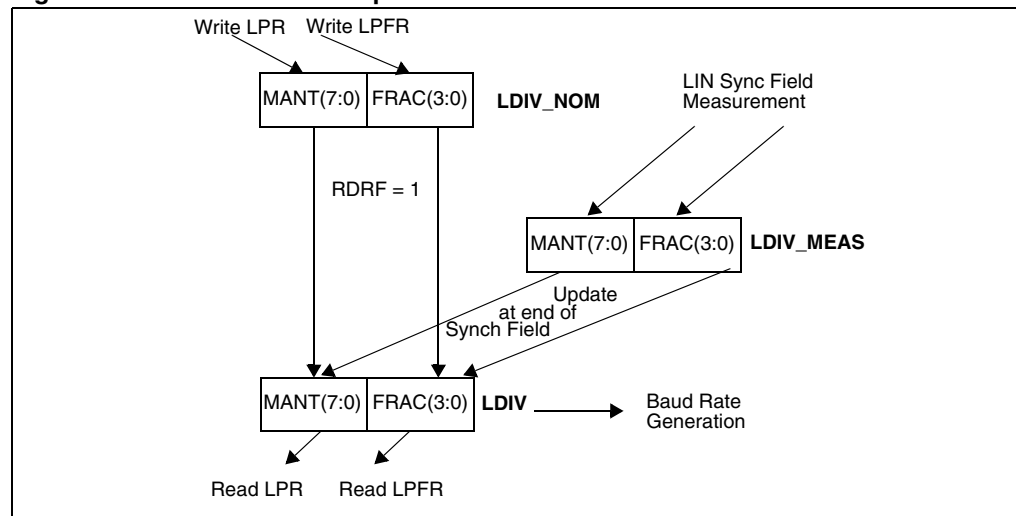 Write LPR Write LPFR
MANT(7:0) FRAC(3:0) LDIV_NOM
LIN Sync Field
Measurement
RDRF = 1
MANT(7:0) FRAC(3:0) LDIV_MEAS
Update
at end of
Synch Field
MANT(7:0) FRAC(3:0) LDIV
Baud Rate
Generation
Read LPR Read LPFR